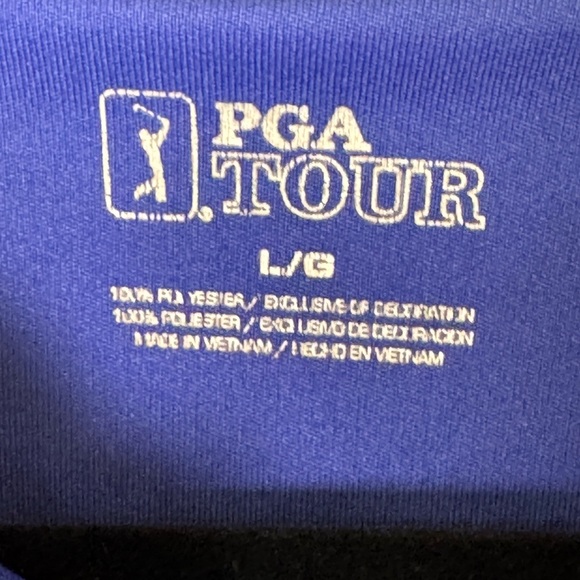 PGA
TOUR
L/G
100% POLYESTER / EXCLUSIVE OF DECORATION
100% POLIESTER / EXCLUSIVO DE DECORACION
MADE IN VIETNAM / HECHO EN VIETNAM